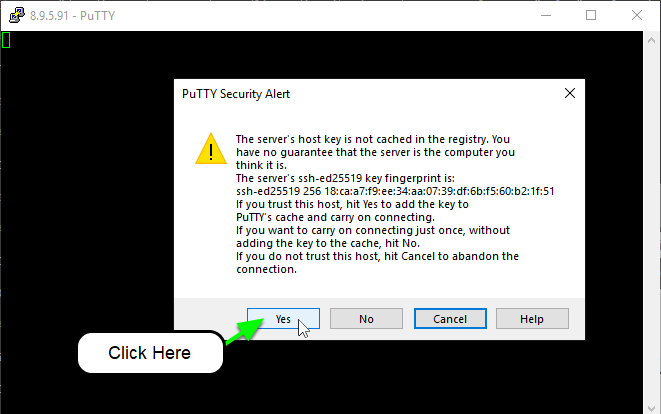 8.9.5.91 - PuTTY
PuTTY Security Alert
The server's host key is not cached in the registry. You
have no guarantee that the server is the computer you
think it is.
The server's ssh-ed25519 key fingerprint is:
ssh-ed25519 256 18:ca:a7:f9:ee:34:aa:07:39:df:6b:f5:60:b2:1f:51
If you trust this host, hit Yes to add the key to
PuTTY's cache and carry on connecting.
If you want to carry on connecting just once, without
adding the key to the cache, hit No.
If you do not trust this host, hit Cancel to abandon the
connection.
Yes No Cancel Help
Click Here